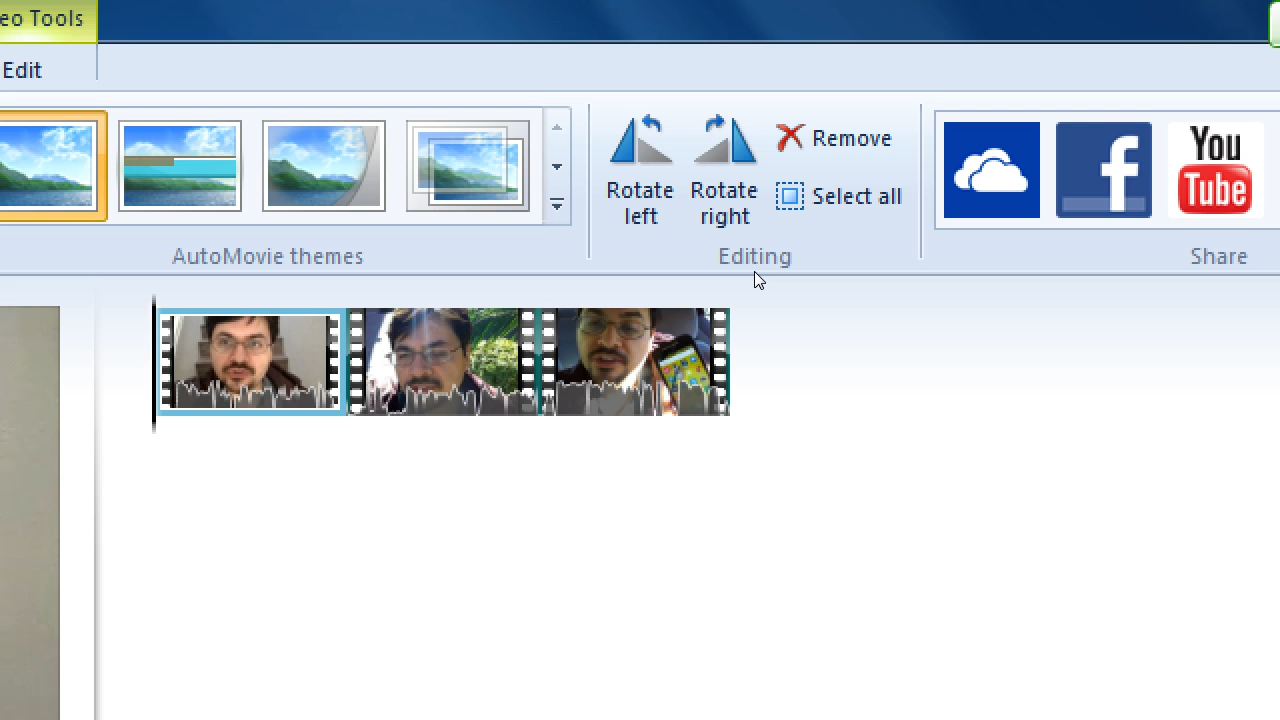 eo Tools
Edit
Rotate left
Rotate right
Remove
Select all
f
You
Tube
AutoMovie themes
Editing
Share